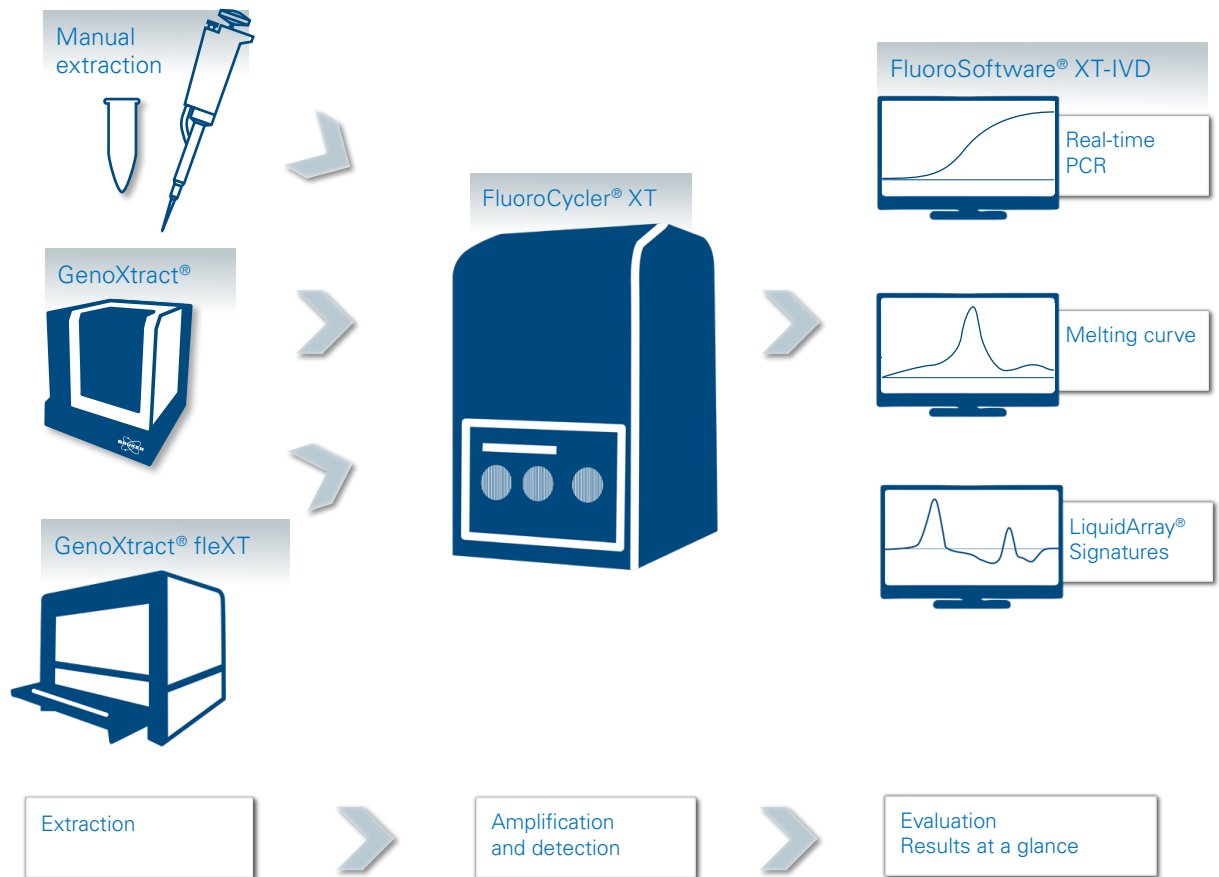 Manual
extraction
GenoXtract®
BRUKER
GenoXtract® fleXT
FluoroCycler® XT
FluoroSoftware® XT-IVD
Real-time
PCR
Melting curve
LiquidArray®
Signatures
Extraction
Amplification
and detection
Evaluation
Results at a glance